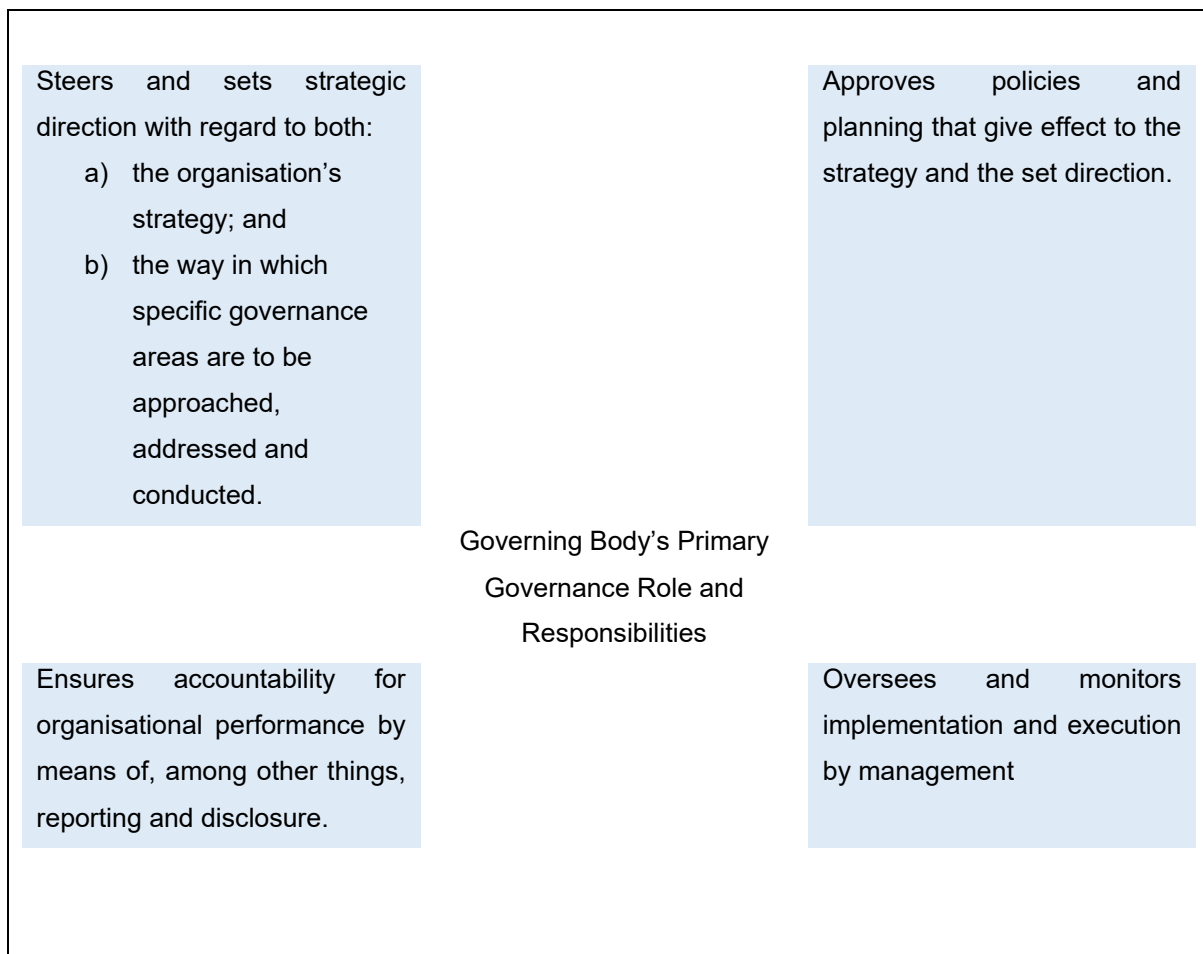 Steers and sets strategic
direction with regard to both:
a) the organisation’s
strategy; and
b) the way in which
specific governance
areas are to be
approached,
addressed and
conducted.
Approves policies and
planning that give effect to the
strategy and the set direction.
Governing Body’s Primary
Governance Role and
Responsibilities
Ensures accountability for
organisational performance by
means of, among other things,
reporting and disclosure.
Oversees and monitors
implementation and execution
by management